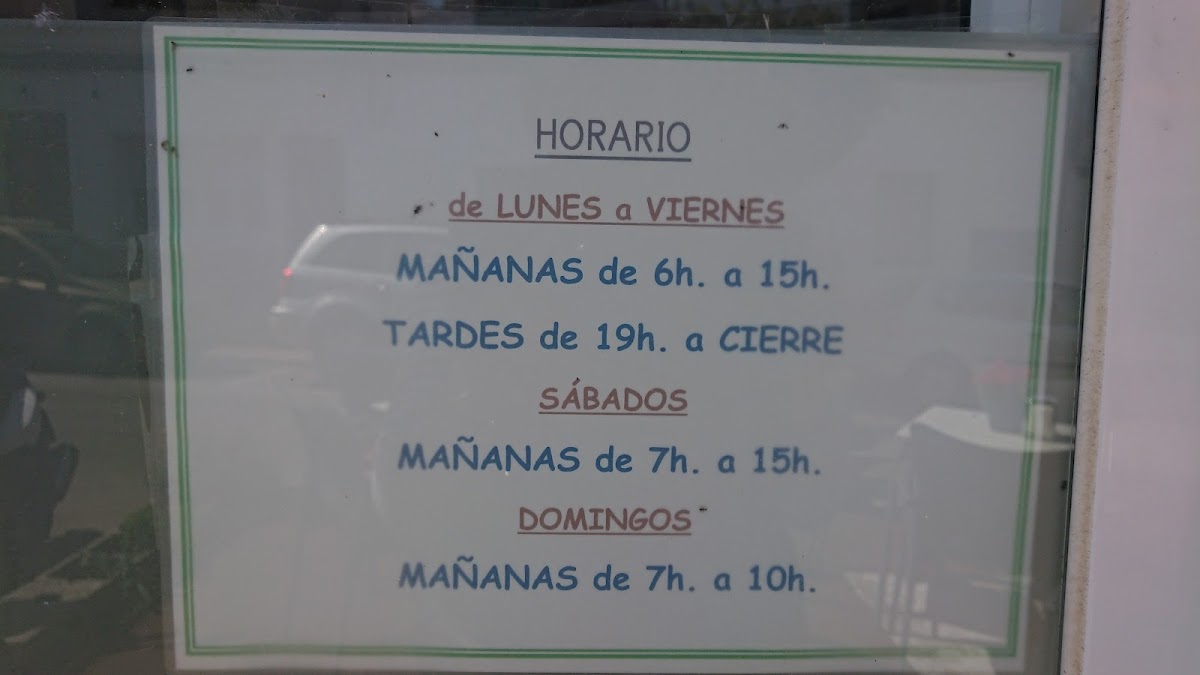 HORARIO
de LUNES a VIERNES
MAÑANAS de 6h. a 15h.
TARDES de 19h. a CIERRE
SÁBADOS
MAÑANAS de 7h. a 15h.
DOMINGOS
MAÑANAS de 7h. a 10h.